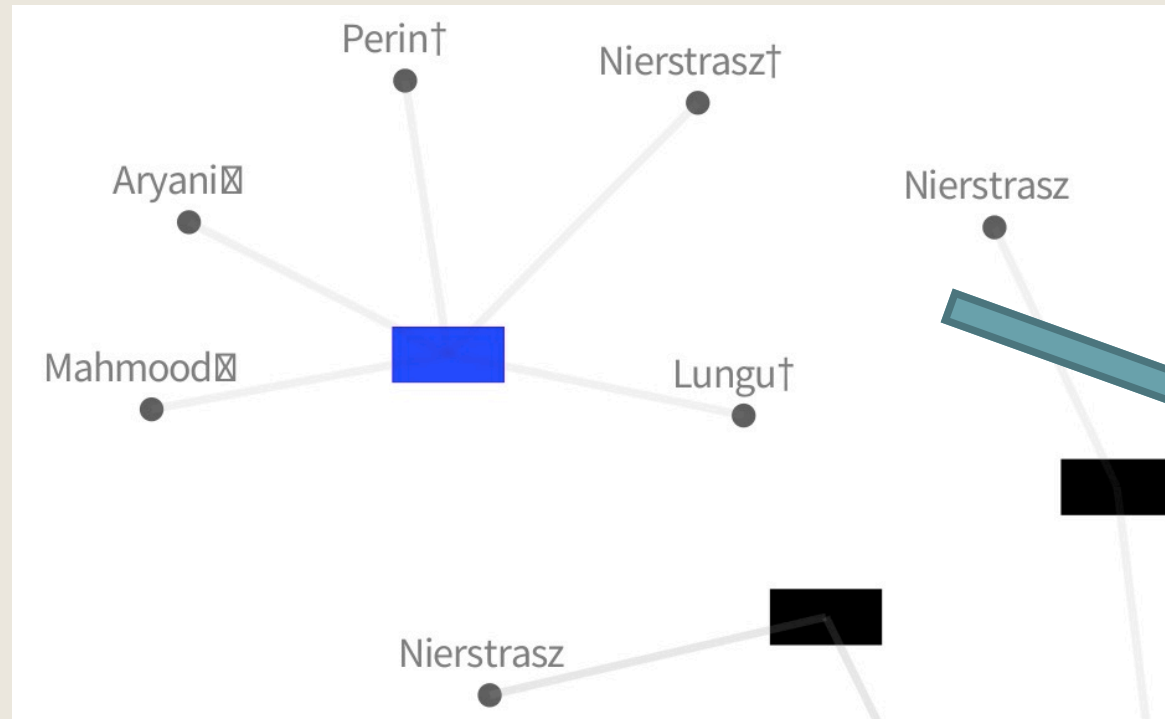 Perin†
Nierstrasz†
Aryani☒
Nierstrasz
Mahmood☒
Lungu†
Nierstrasz